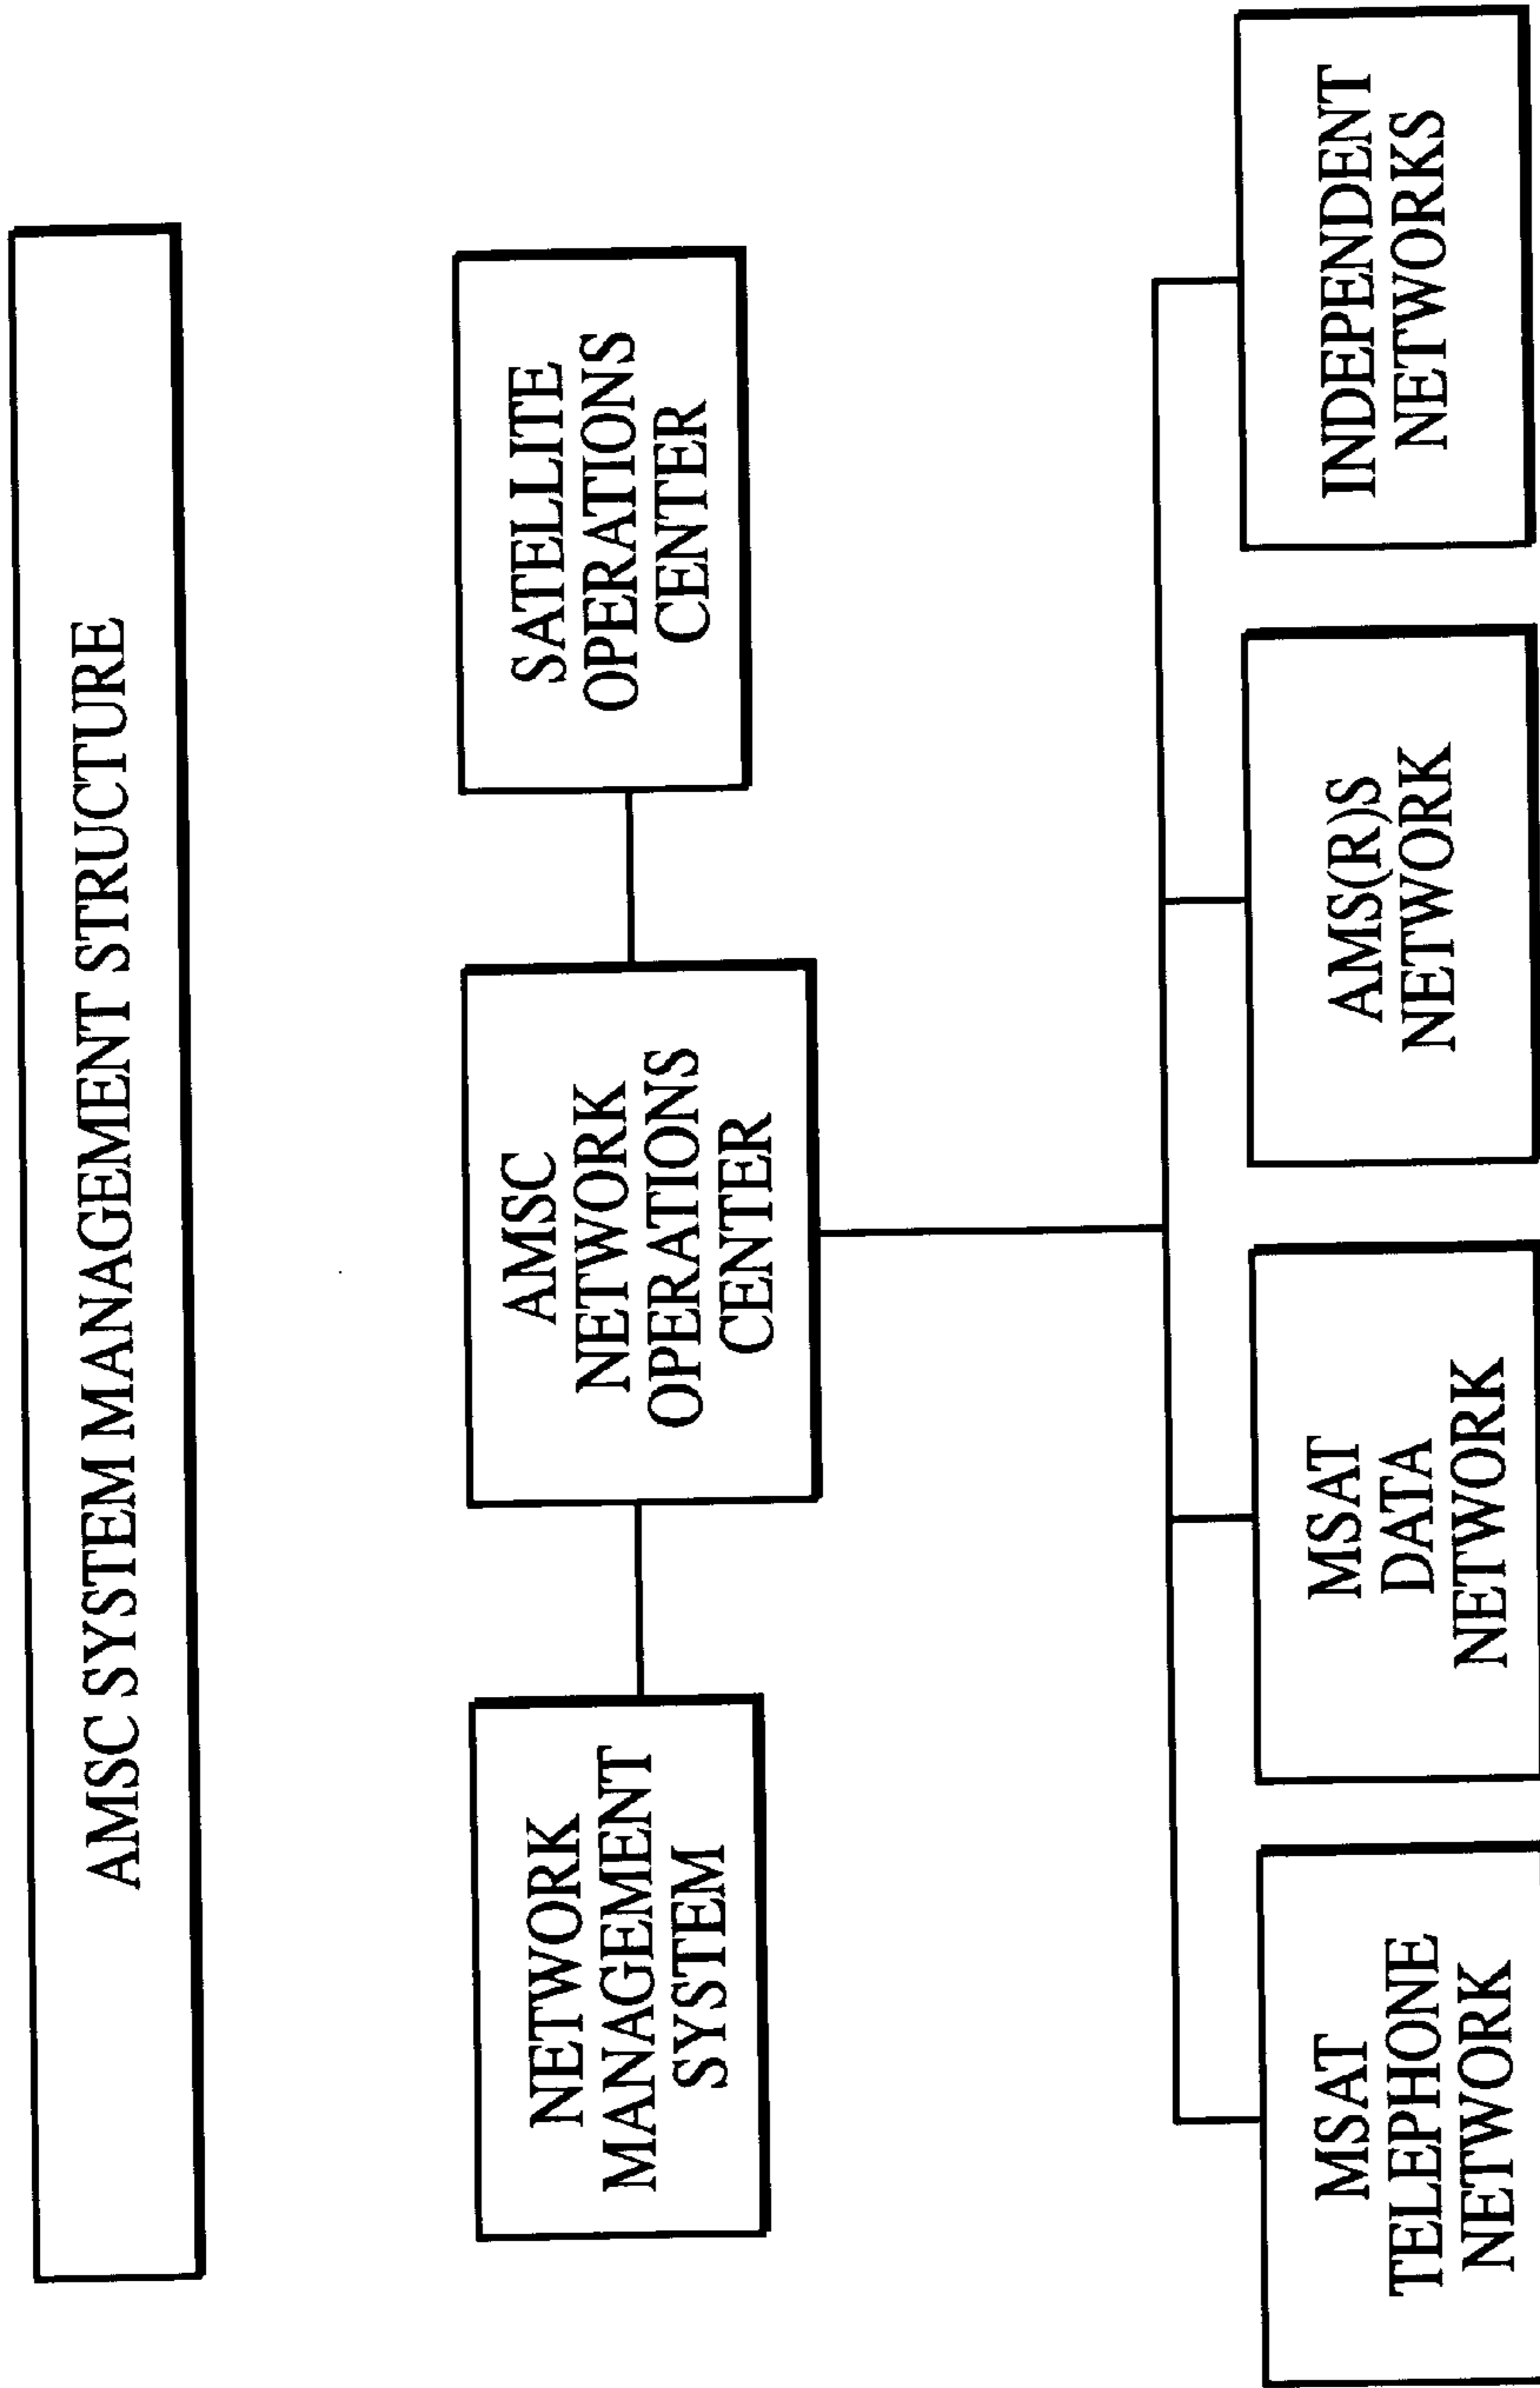 AMSC SYSTEM MANAGEMENT STRUCTURE
NETWORK
MANAGEMENT
SYSTEM
AMSC
NETWORK
OPERATIONS
CENTER
SATELLITE
OPERATIONS
CENTER
MSAT
TELEPHONE
NETWORK
MSAT
DATA
NETWORK
AMS(R)S
NETWORK
INDEPENDENT
NETWORKS